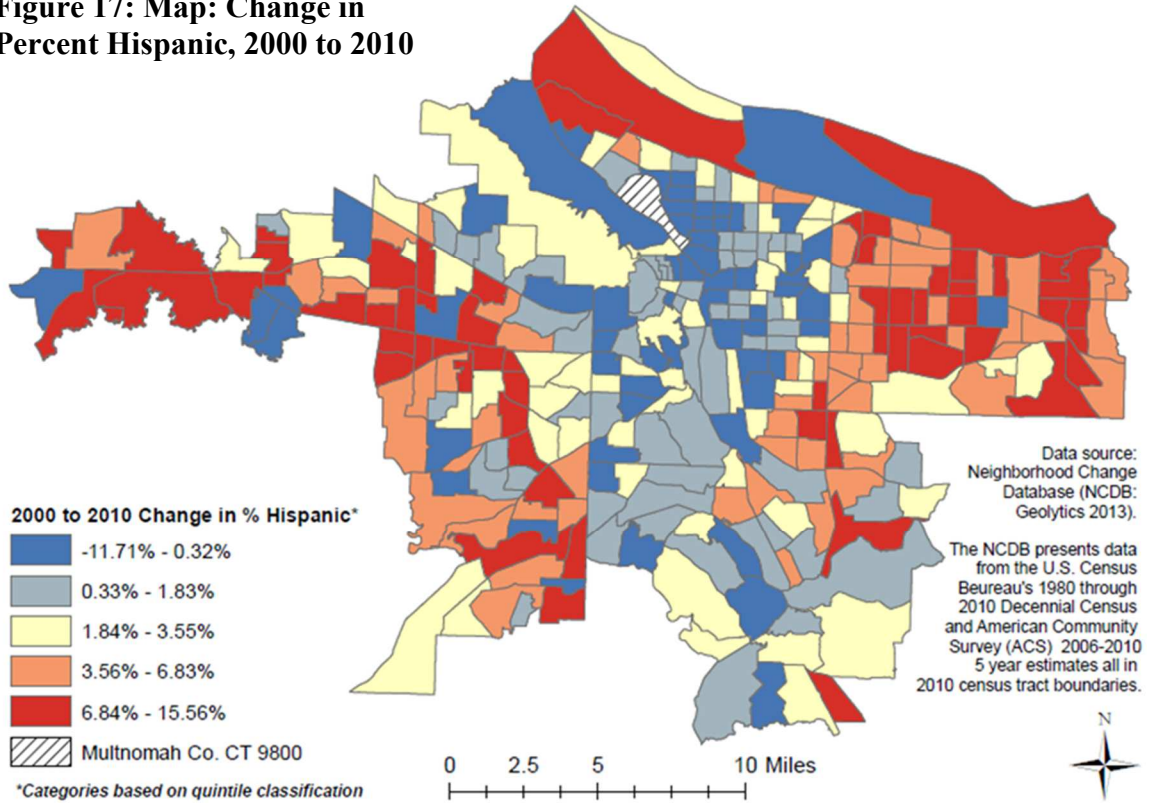 Figure 17: Map: Change in
Percent Hispanic, 2000 to 2010
Data source:
Neighborhood Change
Database (NCDB:
Geolytics 2013).
The NCDB presents data
from the U.S. Census
Beureau's 1980 through
2010 Decennial Census
and American Community
Survey (ACS) 2006-2010
5 year estimates all in
2010 census tract boundaries.
2000 to 2010 Change in % Hispanic*
-11.71% - 0.32%
0.33% - 1.83%
1.84% - 3.55%
3.56% - 6.83%
6.84% - 15.56%
Multnomah Co. CT 9800
*Categories based on quintile classification
0 2.5 5 10 Miles
N